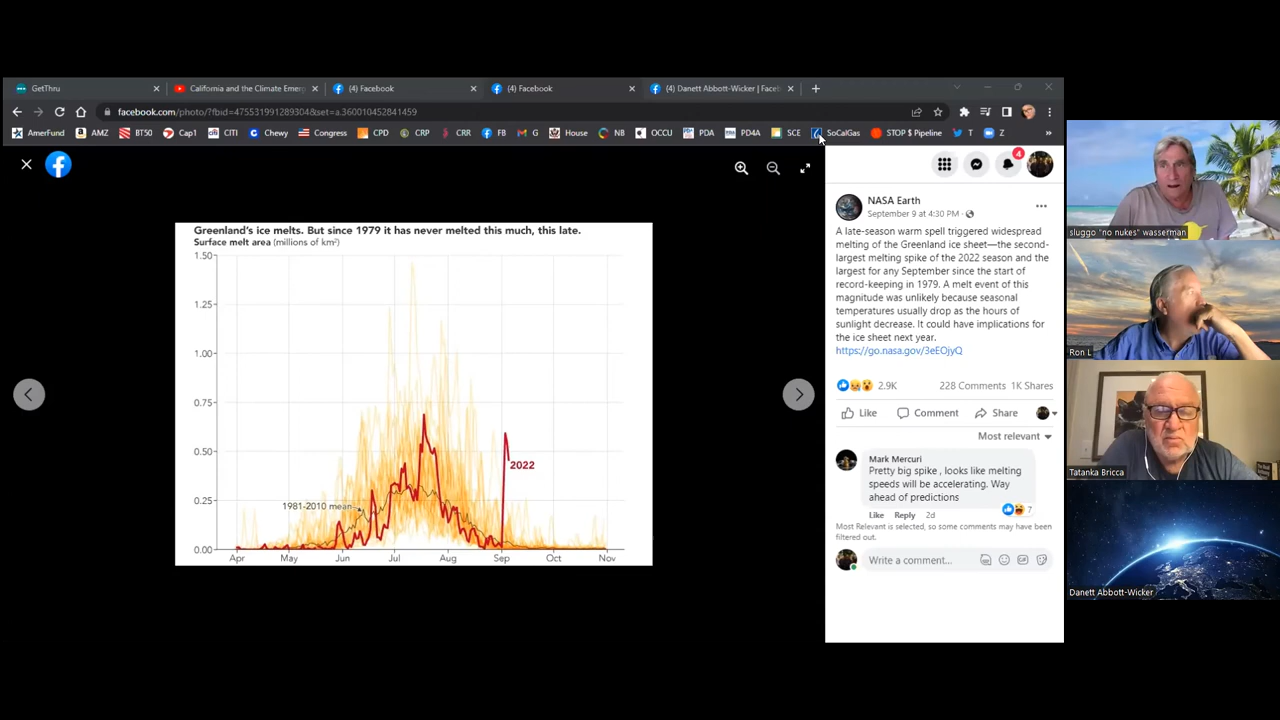 GetThru
California and the Climate Emer
(4) Facebook
(4) Facebook
(4) Danett Abbott-Wicker | Faceb
facebook.com/photo/?fbid=475531991289304&set=a.360010452841459
AmerFund
AMZ
BT50
Cap1
CITI
Chewy
Congress
CPD
CRP
CRR
FB
G
House
NB
OCCU
PDA
PD4A
SCE
SoCalGas
STOP $ Pipeline
T
Z
»
4
Greenland's ice melts. But since 1979 it has never melted this much, this late.
Surface melt area (millions of km²)
1.50
1.25
1.00
0.75
0.50
0.25
0.00
2022
1981-2010 mean
Apr May Jun Jul Aug Sep Oct Nov
NASA Earth
September 9 at 4:30 PM ·
A late-season warm spell triggered widespread
melting of the Greenland ice sheet—the second-
largest melting spike of the 2022 season and the
largest for any September since the start of
record-keeping in 1979. A melt event of this
magnitude was unlikely because seasonal
temperatures usually drop as the hours of
sunlight decrease. It could have implications for
the ice sheet next year.
https://go.nasa.gov/3eEOjyQ
2.9K
228 Comments 1K Shares
Like
Comment
Share
Most relevant
Mark Mercuri
Pretty big spike , looks like melting
speeds will be accelerating. Way
ahead of predictions
7
Like Reply 2d
Most Relevant is selected, so some comments may have been
filtered out.
Write a comment...
sluggo "no nukes" wasserman
Ron L
Tatanka Bricca
Danett Abbott-Wicker